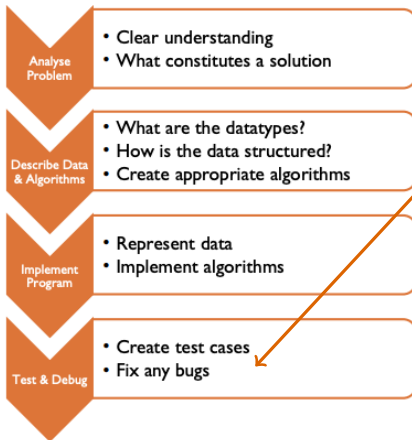 Analyse
Problem
• Clear understanding
• What constitutes a solution
Describe Data
& Algorithms
• What are the datatypes?
• How is the data structured?
• Create appropriate algorithms
Implement
Program
• Represent data
• Implement algorithms
Test & Debug
• Create test cases
• Fix any bugs